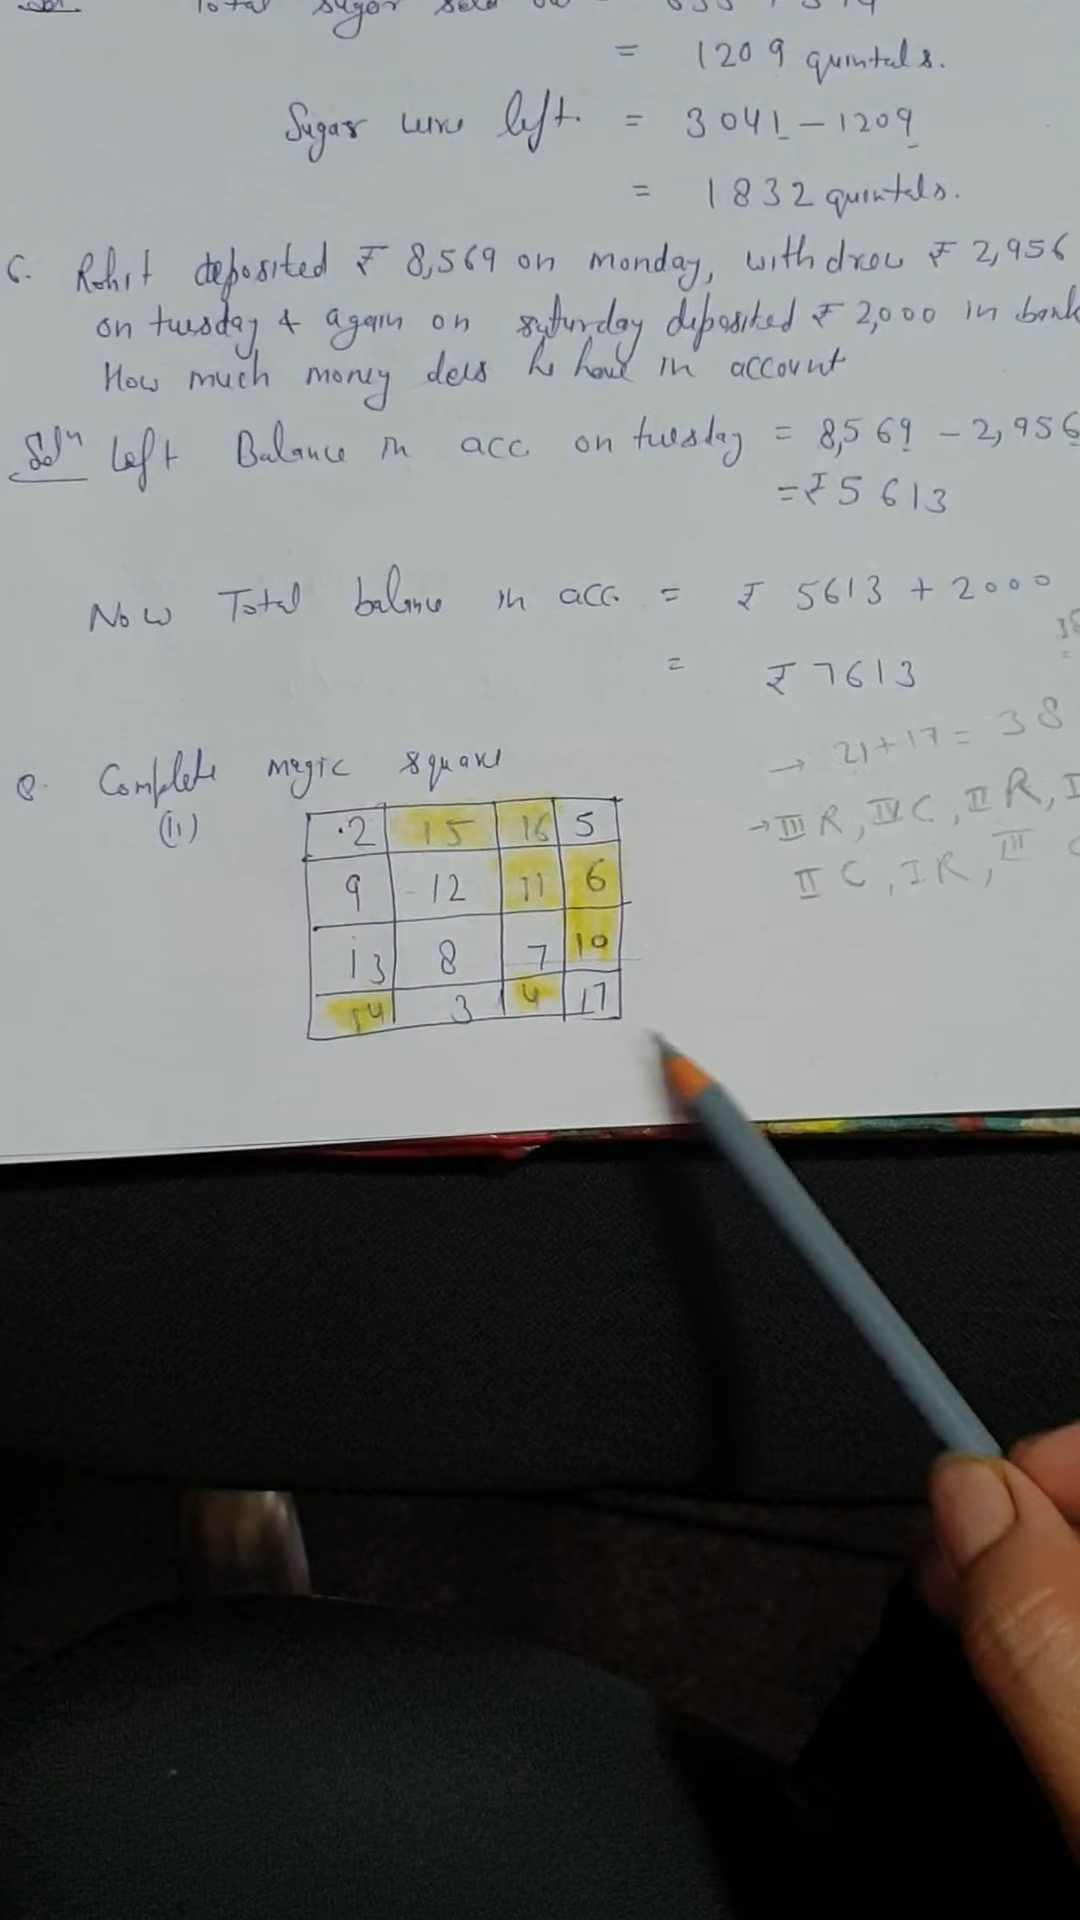 = 1209 quintals.
Sugar were left = 3041 - 1209
= 1832 quintals.
6. Rohit deposited ₹ 8,569 on monday, withdrew ₹ 2,956
on tuesday & again on saturday deposited ₹ 2,000 in bank
How much money does he have in account
Solⁿ Left Balance in acc on tuesday = 8,569 - 2,956
= ₹ 5613
Now Total balance in acc. = ₹ 5613 + 2000
= ₹ 7613
→ 21+17 = 38
Q. Complete magic square
→ III R, IV C, II R, I
(ii)
II C, I R, III C
2 15 16 5
9 12 11 6
13 8 7 10
14 3 4 17